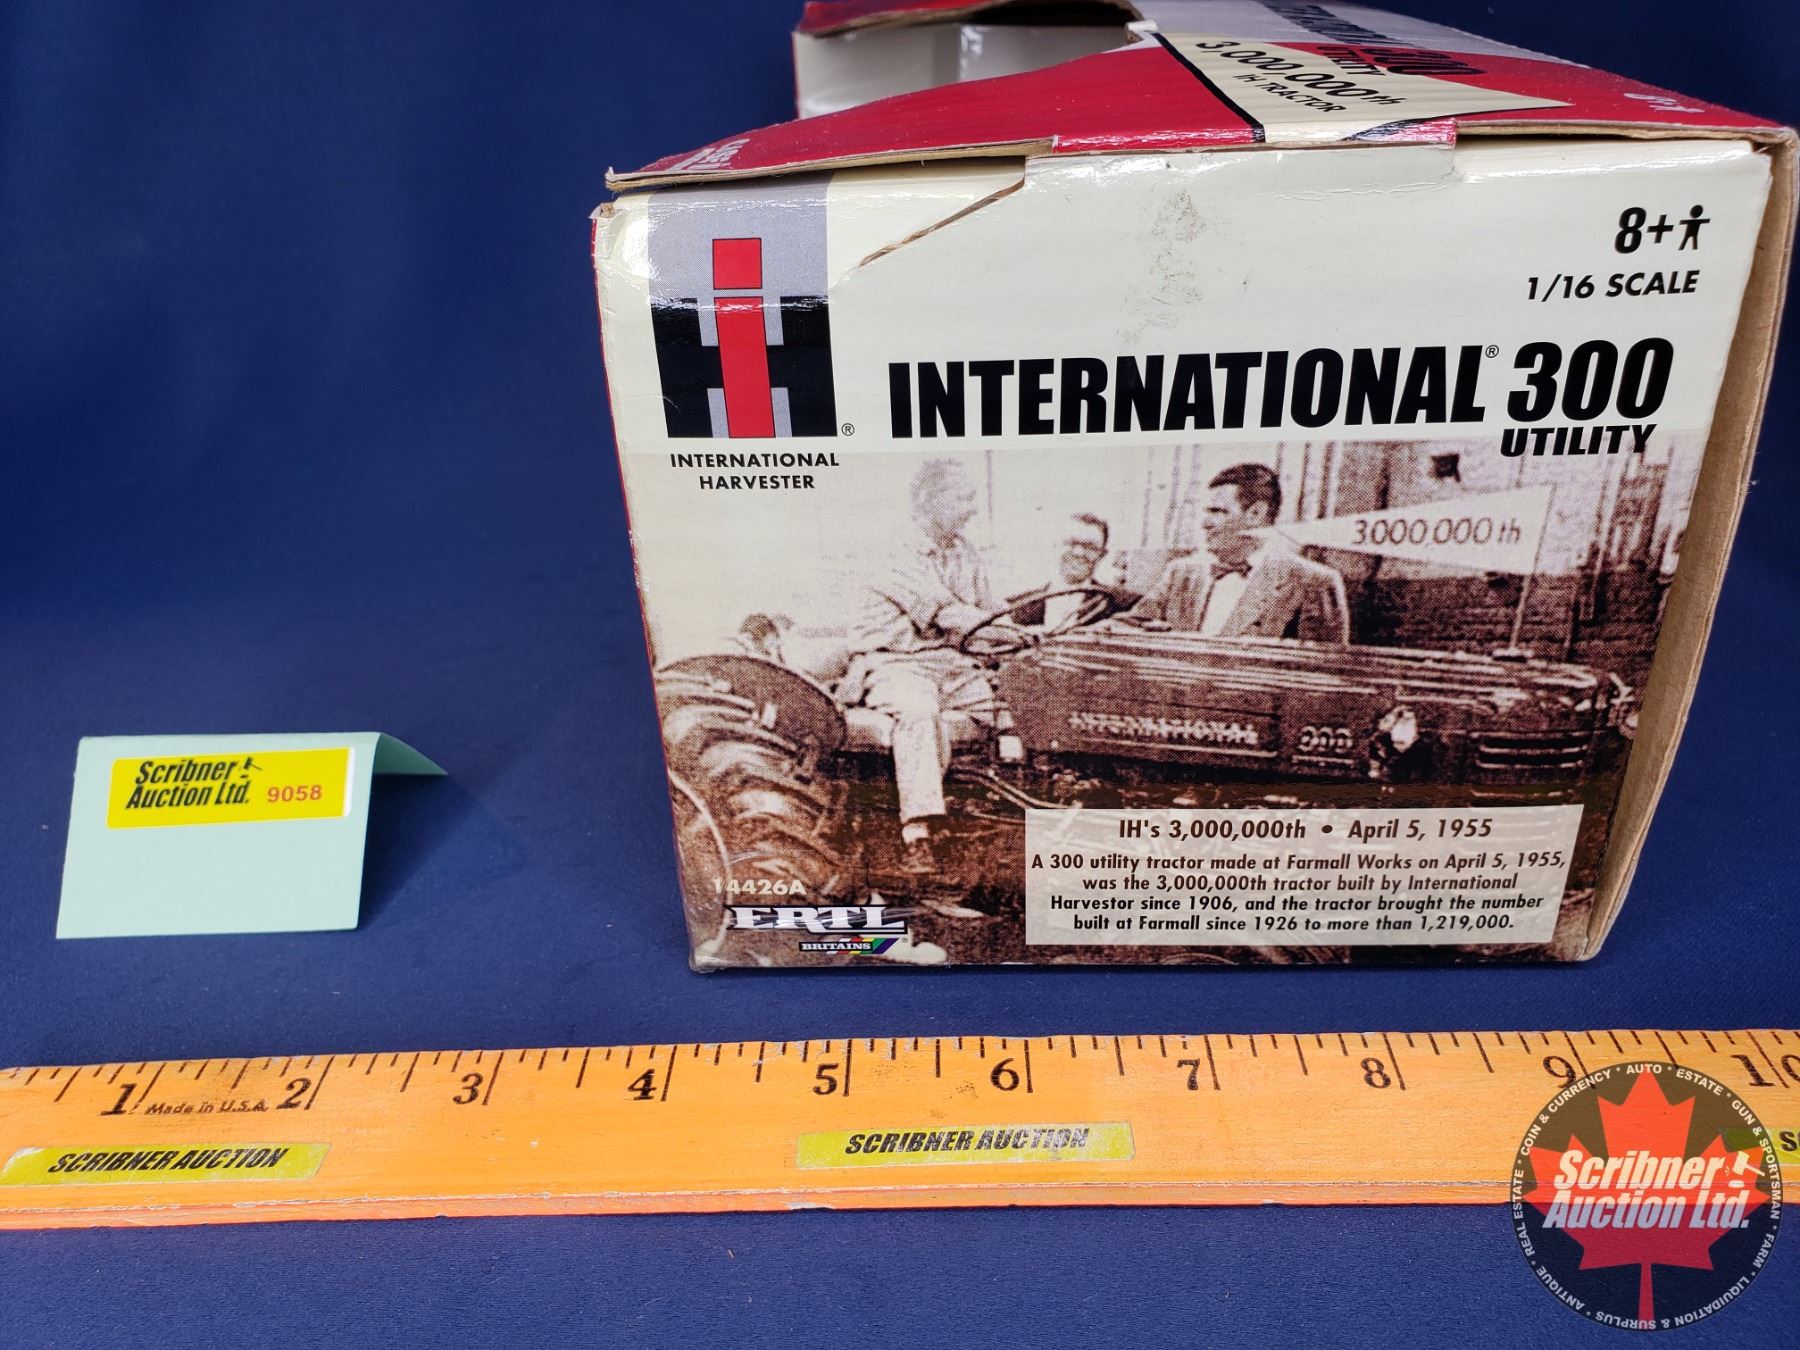 3,000,000th
IH TRACTOR
UTILITY
8+
1/16 SCALE
INTERNATIONAL® 300
UTILITY
®
INTERNATIONAL
HARVESTER
3000,000th
INTERNATIONAL 300
IH's 3,000,000th • April 5, 1955
A 300 utility tractor made at Farmall Works on April 5, 1955,
was the 3,000,000th tractor built by International
Harvestor since 1906, and the tractor brought the number
built at Farmall since 1926 to more than 1,219,000.
14426A
ERTL
BRITAINS®
Scribner
Auction Ltd. 9058
1 2 3 4 5 6 7 8 9 10
Made in U.S.A.
SCRIBNER AUCTION
SCRIBNER AUCTION
COIN & CURRENCY * AUTO * ESTATE * GUN & SPORTSMAN * FARM * LIQUIDATION & SURPLUS * ANTIQUE * REAL ESTATE *
Scribner
Auction Ltd.